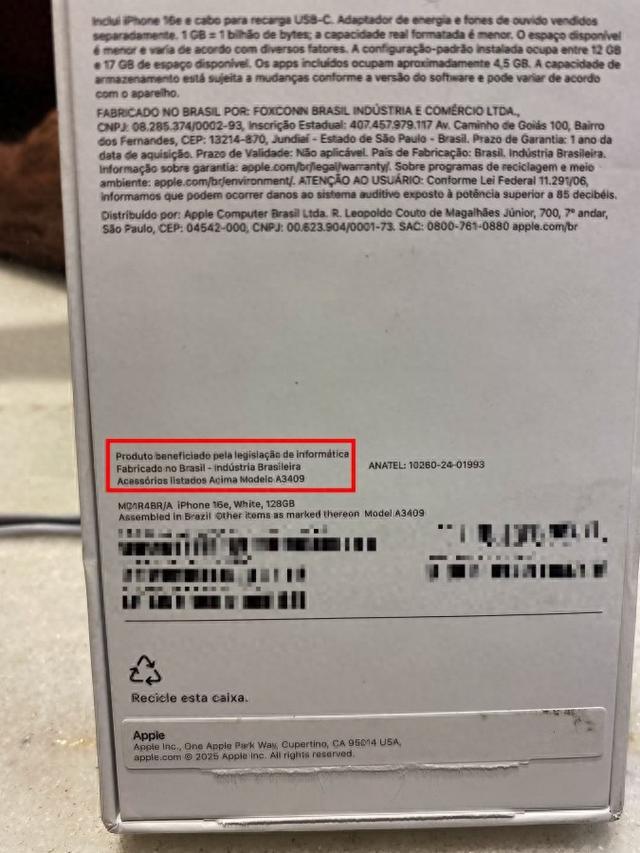 Inclui iPhone 16e e cabo para recarga USB-C. Adaptador de energia e fones de ouvido vendidos
separadamente. 1 GB = 1 bilhão de bytes; a capacidade real formatada é menor. O espaço disponível
é menor e varia de acordo com diversos fatores. A configuração-padrão instalada ocupa entre 12 GB
e 17 GB de espaço disponível. Os apps incluídos ocupam aproximadamente 4,5 GB. A capacidade de
armazenamento está sujeita a mudanças conforme a versão do software e pode variar de acordo
com o aparelho.
FABRICADO NO BRASIL POR: FOXCONN BRASIL INDÚSTRIA E COMÉRCIO LTDA.,
CNPJ: 08.285.374/0002-93, Inscrição Estadual: 407.457.979.117 Av. Caminho de Goiás 100, Bairro
dos Fernandes, CEP: 13214-870, Jundiaí - Estado de São Paulo - Brasil. Prazo de Garantia: 1 ano da
data de aquisição. Prazo de Validade: Não aplicável. País de Fabricação: Brasil. Indústria Brasileira.
Informação sobre garantia: apple.com/br/legal/warranty/. Sobre programas de reciclagem e meio
ambiente: apple.com/br/environment/. ATENÇÃO AO USUÁRIO: Conforme Lei Federal 11.291/06,
informamos que podem ocorrer danos ao sistema auditivo exposto à potência superior a 85 decibéis.
Distribuído por: Apple Computer Brasil Ltda. R. Leopoldo Couto de Magalhães Júnior, 700, 7º andar,
São Paulo, CEP: 04542-000, CNPJ: 00.623.904/0001-73. SAC: 0800-761-0880 apple.com/br
Produto beneficiado pela legislação de informática
Fabricado no Brasil - Indústria Brasileira
Acessórios listados Acima Modelo A3409
ANATEL: 10260-24-01993
iPhone 16e, White, 128GB
Assembled in Brazil Other items as marked thereon Model A3409
Recicle esta caixa.
Apple
Apple Inc., One Apple Park Way, Cupertino, CA 95014 USA,
apple.com © 2025 Apple Inc. All rights reserved.